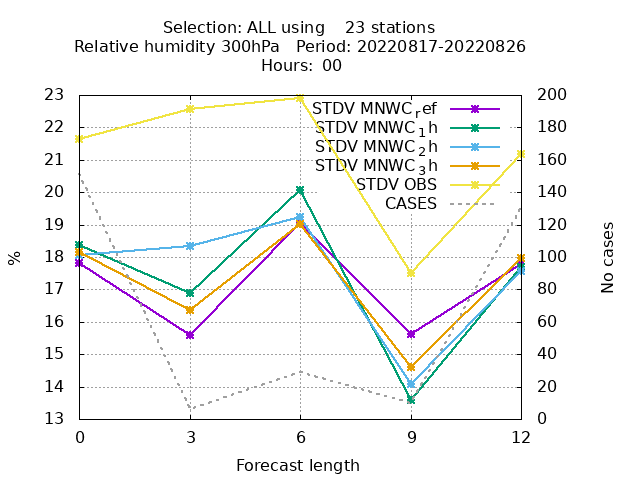 Selection: ALL using    23 stations
Relative humidity 300hPa   Period: 20220817-20220826
Hours: 00
23 200
STDV MNWC_ref
22 180
STDV MNWC_1h
STDV MNWC_2h
21 160
STDV MNWC_3h
STDV OBS
20 140
CASES
19 120
18 100
%
No cases
17 80
16 60
15 40
14 20
13 0
0 3 6 9 12
Forecast length